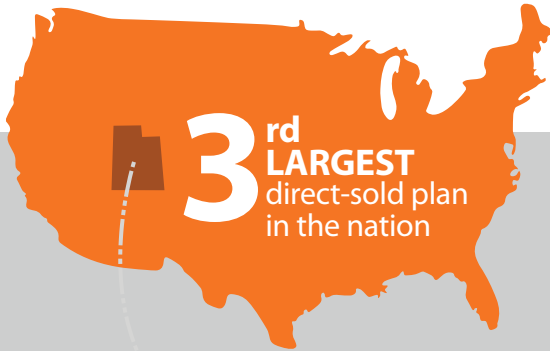 3rd
LARGEST
direct-sold plan
in the nation